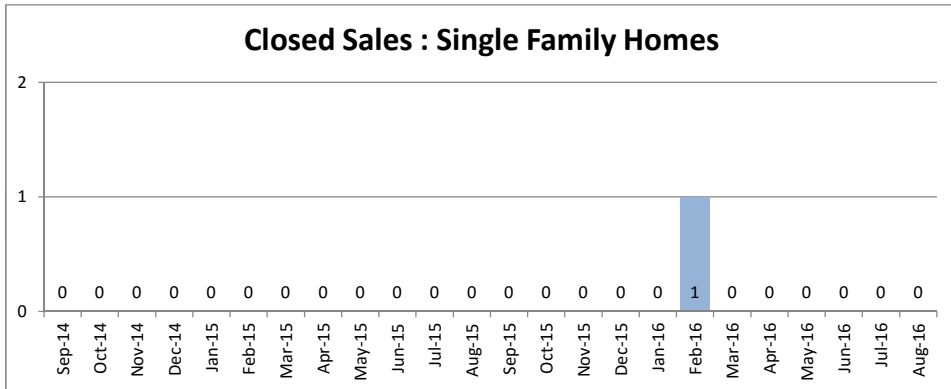 Closed Sales : Single Family Homes
2
1
0
0 0 0 0 0 0 0 0 0 0 0 0 0 0 0 0 0 1 0 0 0 0 0 0
Sep-14 Oct-14 Nov-14 Dec-14 Jan-15 Feb-15 Mar-15 Apr-15 May-15 Jun-15 Jul-15 Aug-15 Sep-15 Oct-15 Nov-15 Dec-15 Jan-16 Feb-16 Mar-16 Apr-16 May-16 Jun-16 Jul-16 Aug-16